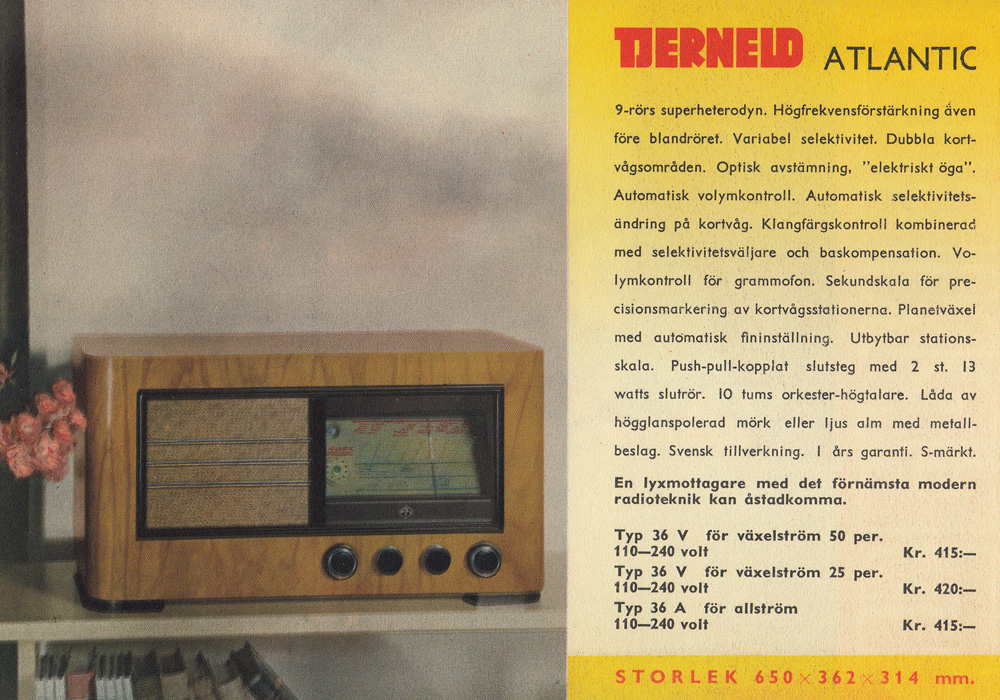 TJERNELD ATLANTIC
9-rörs superheterodyn. Högfrekvensförstärkning även
före blandröret. Variabel selektivitet. Dubbla kort-
vågsområden. Optisk avstämning, "elektriskt öga".
Automatisk volymkontroll. Automatisk selektivitets-
ändring på kortvåg. Klangfärgskontroll kombinerad
med selektivitetsväljare och baskompensation. Vo-
lymkontroll för grammofon. Sekundskala för pre-
cisionsmarkering av kortvågsstationerna. Planetväxel
med automatisk fininställning. Utbytbar stations-
skala. Push-pull-kopplat slutsteg med 2 st. 13
watts slutrör. 10 tums orkester-högtalare. Låda av
högglanspolerad mörk eller ljus alm med metall-
beslag. Svensk tillverkning. 1 års garanti. S-märkt.
En lyxmottagare med det förnämsta modern
radioteknik kan åstadkomma.
Typ 36 V för växelström 50 per.
110—240 volt Kr. 415:—
Typ 36 V för växelström 25 per.
110—240 volt Kr. 420:—
Typ 36 A för allström
110—240 volt Kr. 415:—
STORLEK 650 × 362 × 314 mm.